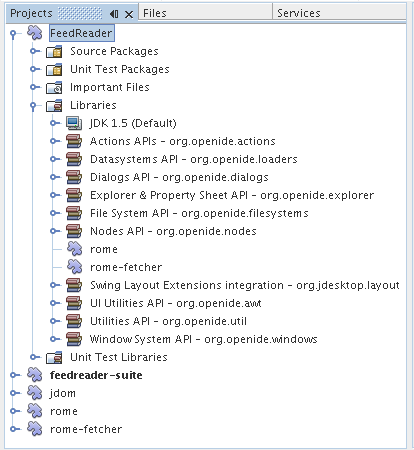 Projects Files Services
FeedReader
Source Packages
Unit Test Packages
Important Files
Libraries
JDK 1.5 (Default)
Actions APIs - org.openide.actions
Datasystems API - org.openide.loaders
Dialogs API - org.openide.dialogs
Explorer & Property Sheet API - org.openide.explorer
File System API - org.openide.filesystems
Nodes API - org.openide.nodes
rome
rome-fetcher
Swing Layout Extensions integration - org.jdesktop.layout
UI Utilities API - org.openide.awt
Utilities API - org.openide.util
Window System API - org.openide.windows
Unit Test Libraries
feedreader-suite
jdom
rome
rome-fetcher